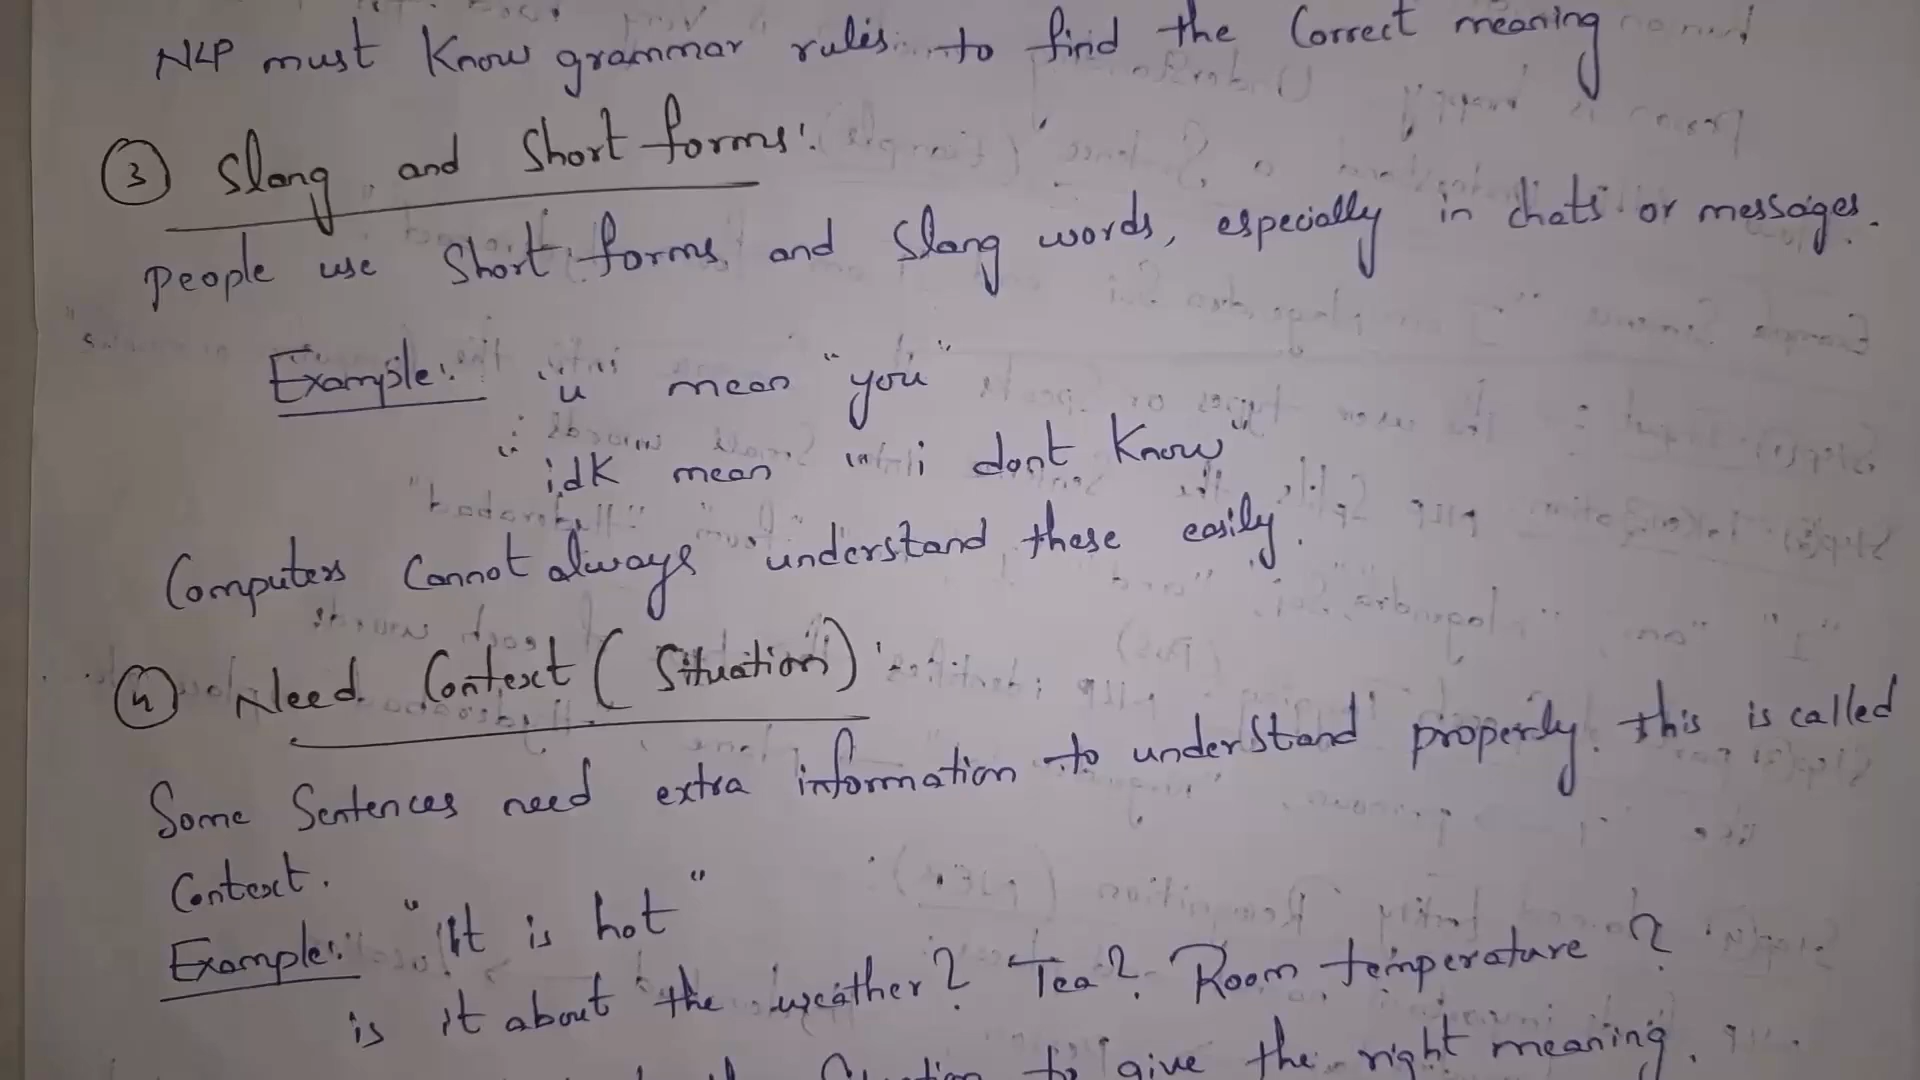 NLP must Know grammar rules to find the Correct meaning
③ Slang and Short forms:
People use Short forms and Slang words, especially in chats or messages.
Example: "u" mean "you"
"idk" mean "i dont Know"
Computers Cannot always understand these easily.
④ Need Context (Situation):
Some Sentences need extra information to understand properly. this is called
Context.
Example: "It is hot"
is it about the weather? Tea? Room temperature?
to give the right meaning.